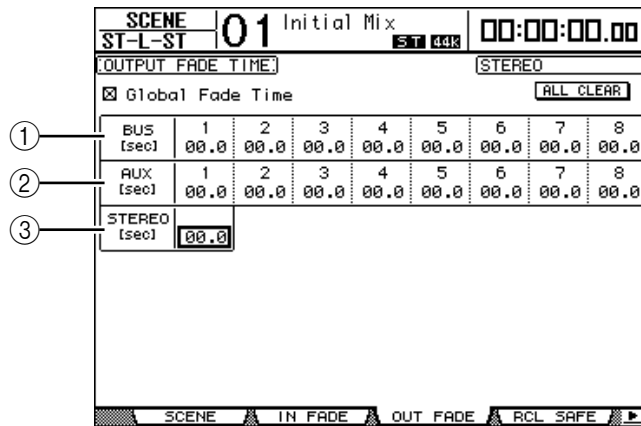 SCENE
ST-L-ST
01 Initial Mix
ST 44k
00:00:00.00
OUTPUT FADE TIME
STEREO
☒ Global Fade Time
ALL CLEAR
① BUS [sec] 1 2 3 4 5 6 7 8
00.0 00.0 00.0 00.0 00.0 00.0 00.0 00.0
② AUX [sec] 1 2 3 4 5 6 7 8
00.0 00.0 00.0 00.0 00.0 00.0 00.0 00.0
③ STEREO [sec] 00.0
SCENE IN FADE OUT FADE RCL SAFE